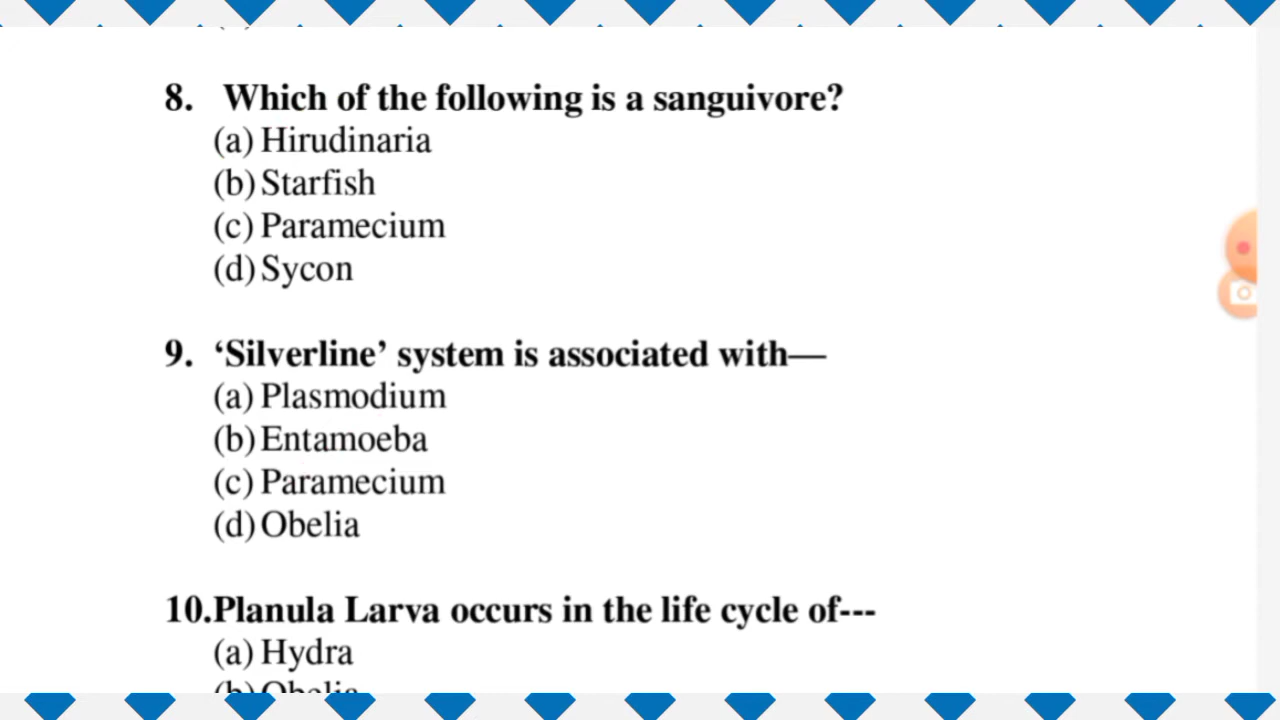 8. Which of the following is a sanguivore?
(a) Hirudinaria
(b) Starfish
(c) Paramecium
(d) Sycon
9. ‘Silverline’ system is associated with—
(a) Plasmodium
(b) Entamoeba
(c) Paramecium
(d) Obelia
10.Planula Larva occurs in the life cycle of---
(a) Hydra
(b) Obelia